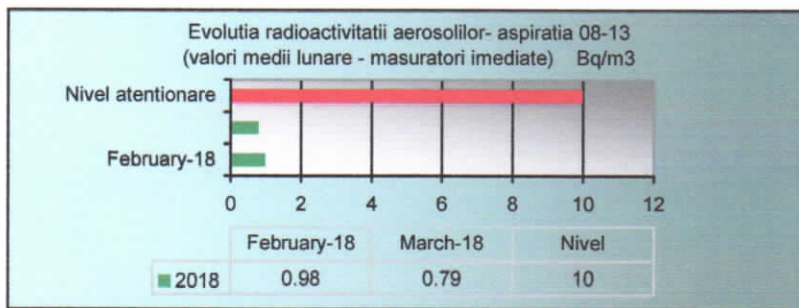 Evolutia radioactivitatii aerosolilor- aspiratia 08-13
(valori medii lunare - masuratori imediate) Bq/m3
Nivel atentionare
February-18
0 2 4 6 8 10 12
February-18 March-18 Nivel
2018 0.98 0.79 10